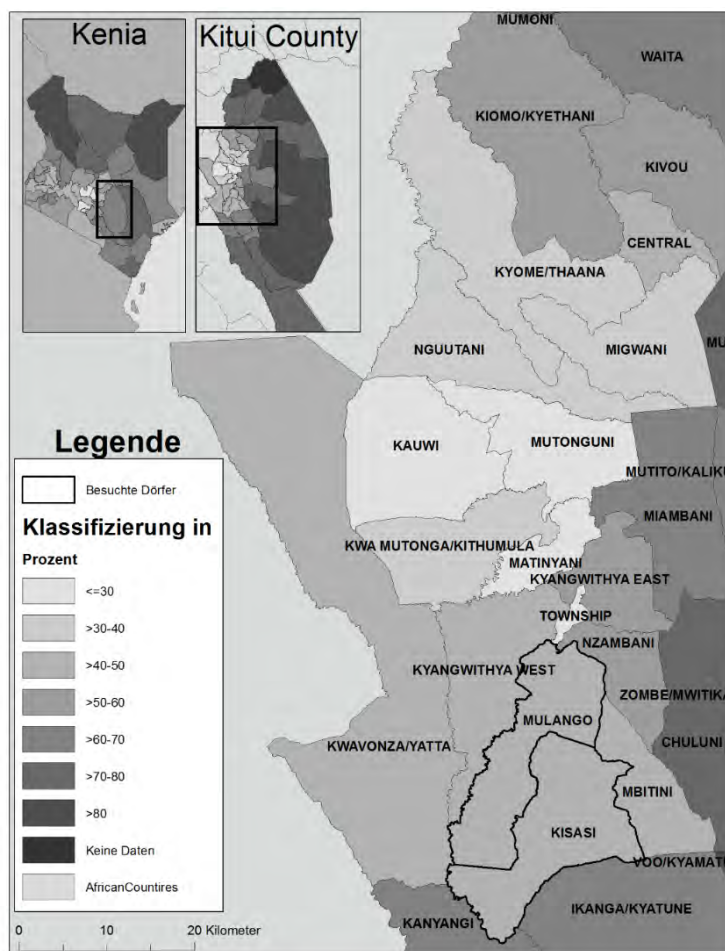 Kenia
Kitui County
MUMONI
WAITA
KIOMO/KYETHANI
KIVOU
CENTRAL
KYOME/THAANA
MU
NGUUTANI
MIGWANI
KAUWI
MUTONGUNI
MUTITO/KALIKU
MIAMBANI
KWA MUTONGA/KITHUMULA
MATINYANI
KYANGWITHYA EAST
TOWNSHIP
NZAMBANI
KYANGWITHYA WEST
ZOMBE/MWITIKA
MULANGO
KWAVONZA/YATTA
CHULUNI
MBITINI
KISASI
VOO/KYAMATU
IKANGA/KYATUNE
KANYANGI
Legende
Besuchte Dörfer
Klassifizierung in
Prozent
<=30
>30-40
>40-50
>50-60
>60-70
>70-80
>80
Keine Daten
AfricanCountires
0 10 20 Kilometer